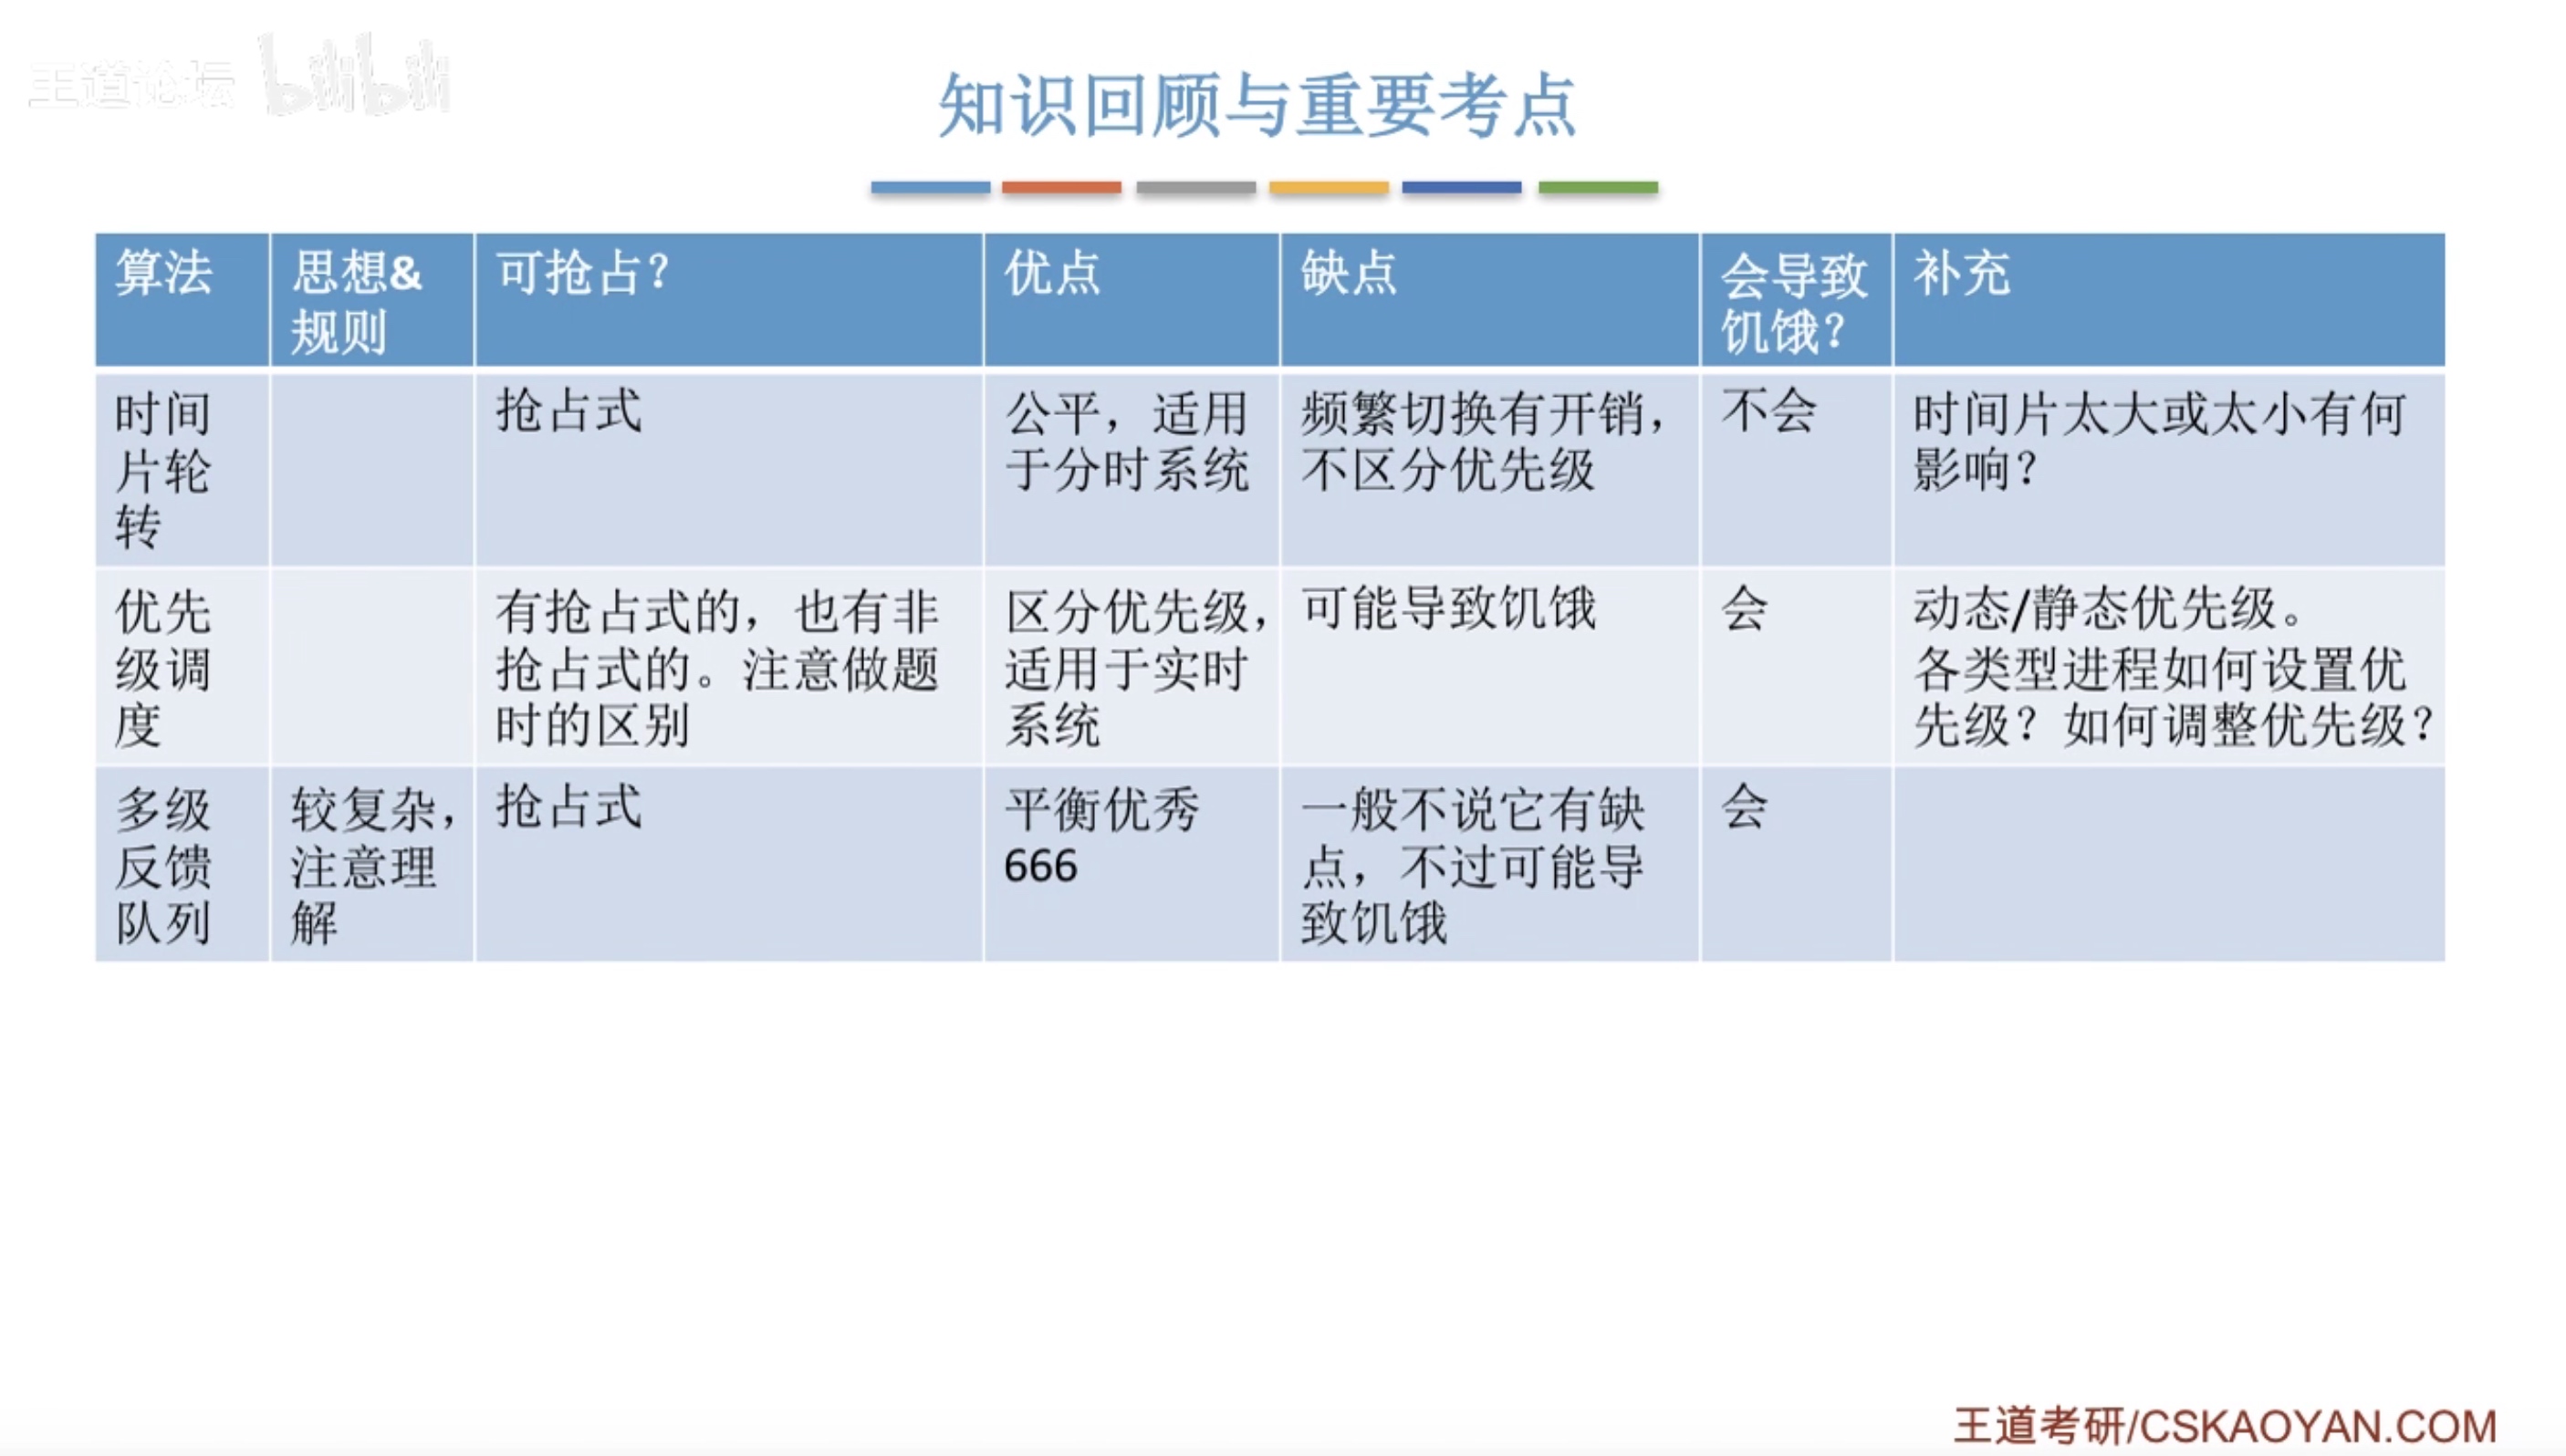 王道论坛 bilibili
知识回顾与重要考点
算法
思想&
规则
可抢占？
优点
缺点
会导致
饥饿？
补充
时间
片轮
转
抢占式
公平，适用
于分时系统
频繁切换有开销，
不区分优先级
不会
时间片太大或太小有何
影响？
优先
级调
度
有抢占式的，也有非
抢占式的。注意做题
时的区别
区分优先级，
适用于实时
系统
可能导致饥饿
会
动态/静态优先级。
各类型进程如何设置优
先级？如何调整优先级？
多级
反馈
队列
较复杂，
注意理
解
抢占式
平衡优秀
666
一般不说它有缺
点，不过可能导
致饥饿
会
王道考研/CSKAOYAN.COM